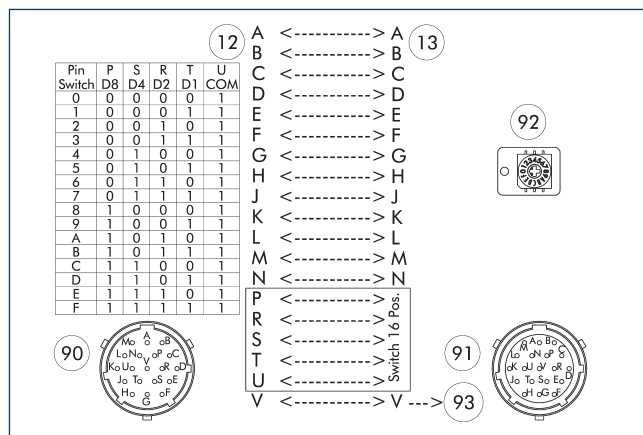 12 A <-----------> A 13
B <-----------> B
C <-----------> C
D <-----------> D
E <-----------> E
F <-----------> F
G <-----------> G
H <-----------> H
J <-----------> J
K <-----------> K
L <-----------> L
M <-----------> M
N <-----------> N
P <----------->
R <----------->
S <----------->
T <----------->
U <----------->
Switch 16 Pos.
V <-----------> V ---> 93
Pin P S R T U
Switch D8 D4 D2 D1 COM
0 0 0 0 0 1
1 0 0 0 1 1
2 0 0 1 0 1
3 0 0 1 1 1
4 0 1 0 0 1
5 0 1 0 1 1
6 0 1 1 0 1
7 0 1 1 1 1
8 1 0 0 0 1
9 1 0 0 1 1
A 1 0 1 0 1
B 1 0 1 1 1
C 1 1 0 0 1
D 1 1 0 1 1
E 1 1 1 0 1
F 1 1 1 1 1
92
90
A
M B
L N P C
V
K U R D
J T S E
H F
G
91
A B
M C
L N P
K U V R D
J T S E
H G F